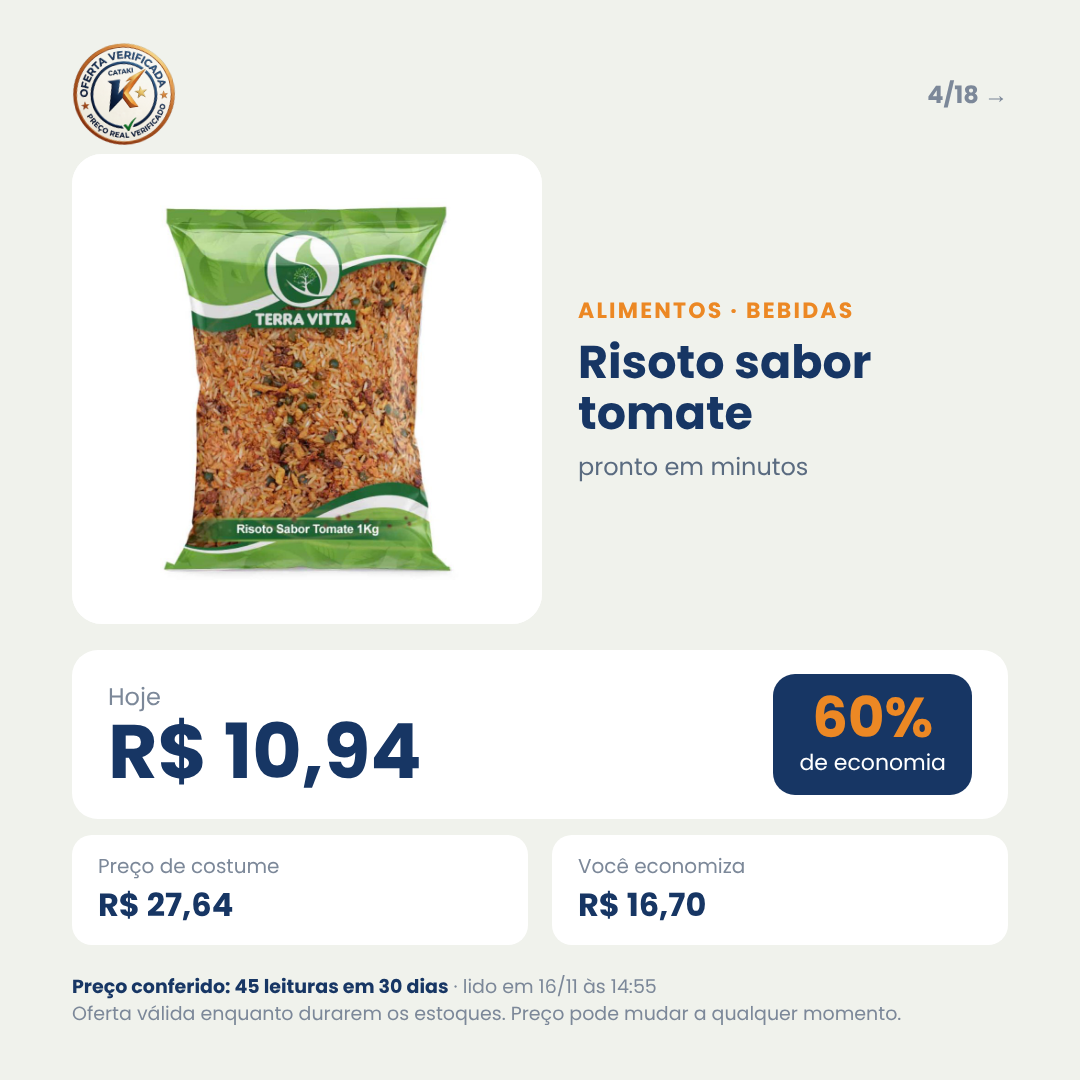 OFERTA VERIFICADA
CATAKI
K
PREÇO REAL VERIFICADO
4/18 →
TERRA VITTA
Risoto Sabor Tomate 1Kg
ALIMENTOS · BEBIDAS
Risoto sabor
tomate
pronto em minutos
Hoje
R$ 10,94
60%
de economia
Preço de costume
R$ 27,64
Você economiza
R$ 16,70
Preço conferido: 45 leituras em 30 dias · lido em 16/11 às 14:55
Oferta válida enquanto durarem os estoques. Preço pode mudar a qualquer momento.